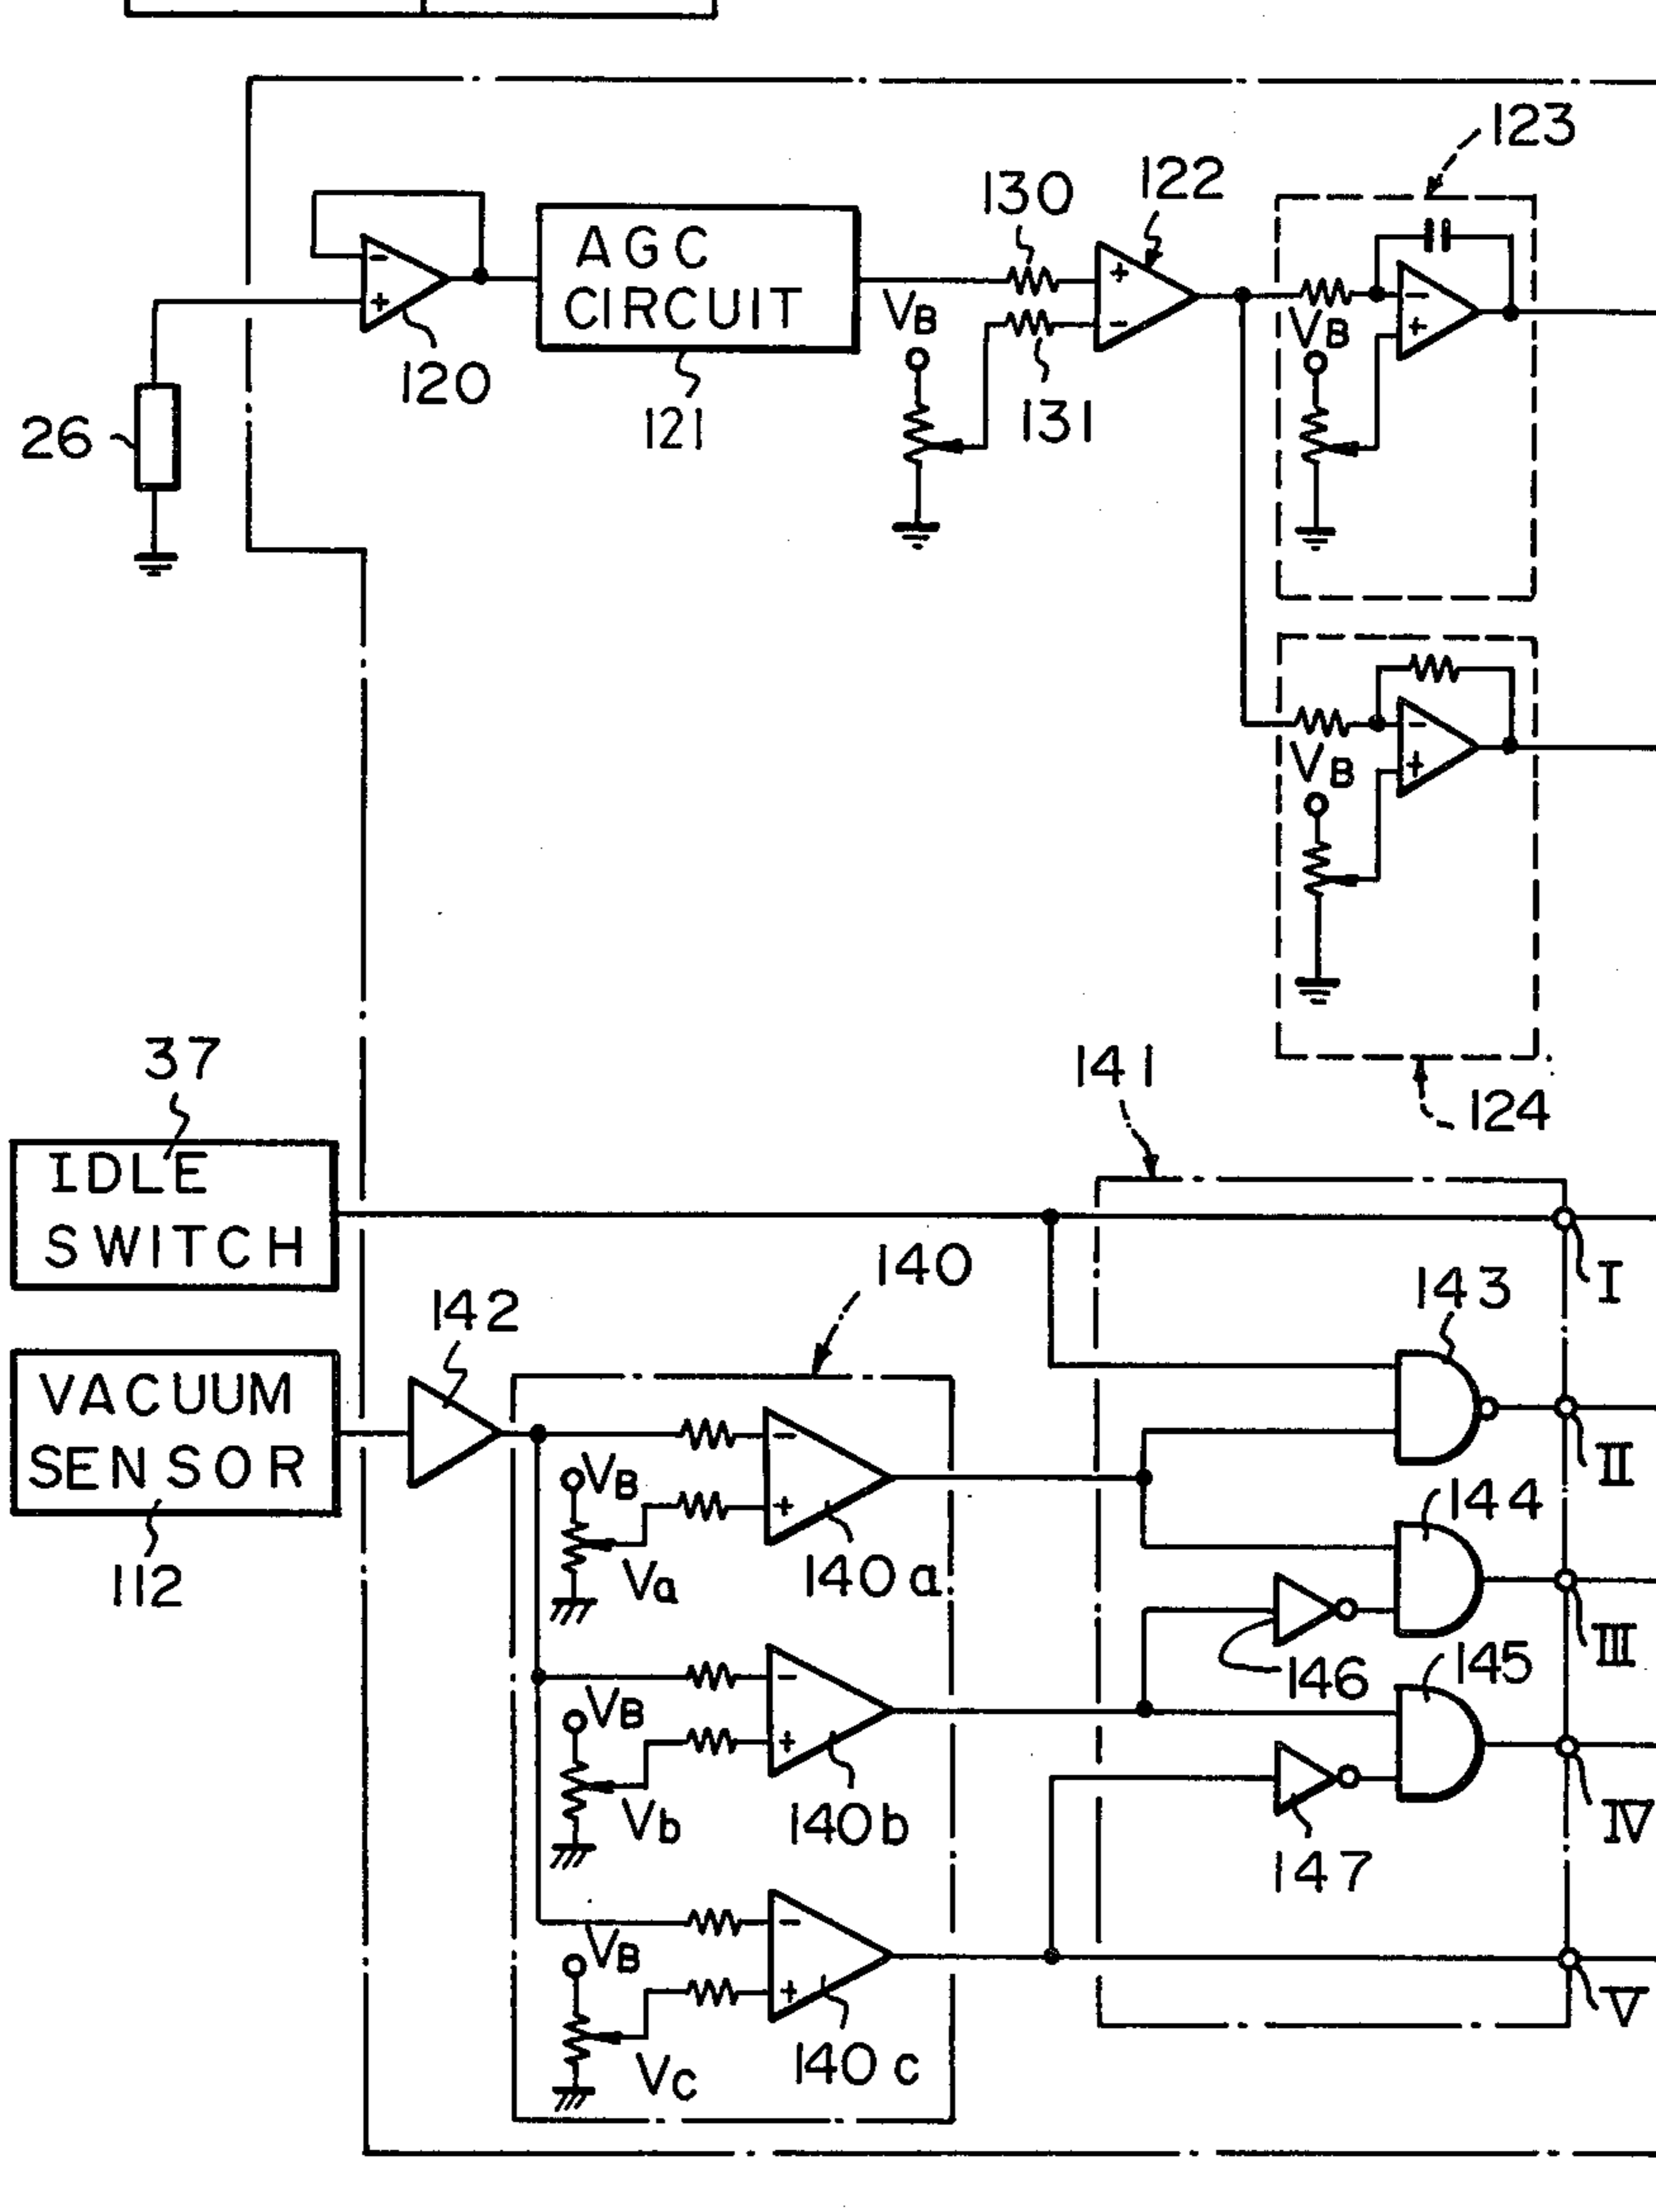 123
122
130
AGC
CIRCUIT
-
+
+
-
-
+
VB
VB
120
121
131
26
VB
-
+
124
37
141
IDLE
SWITCH
140
I
142
143
VACUUM
SENSOR
II
-
+
VB
144
Va
140a
112
III
146
145
-
+
VB
Vb
140b
IV
147
-
+
VB
V
VC
140c